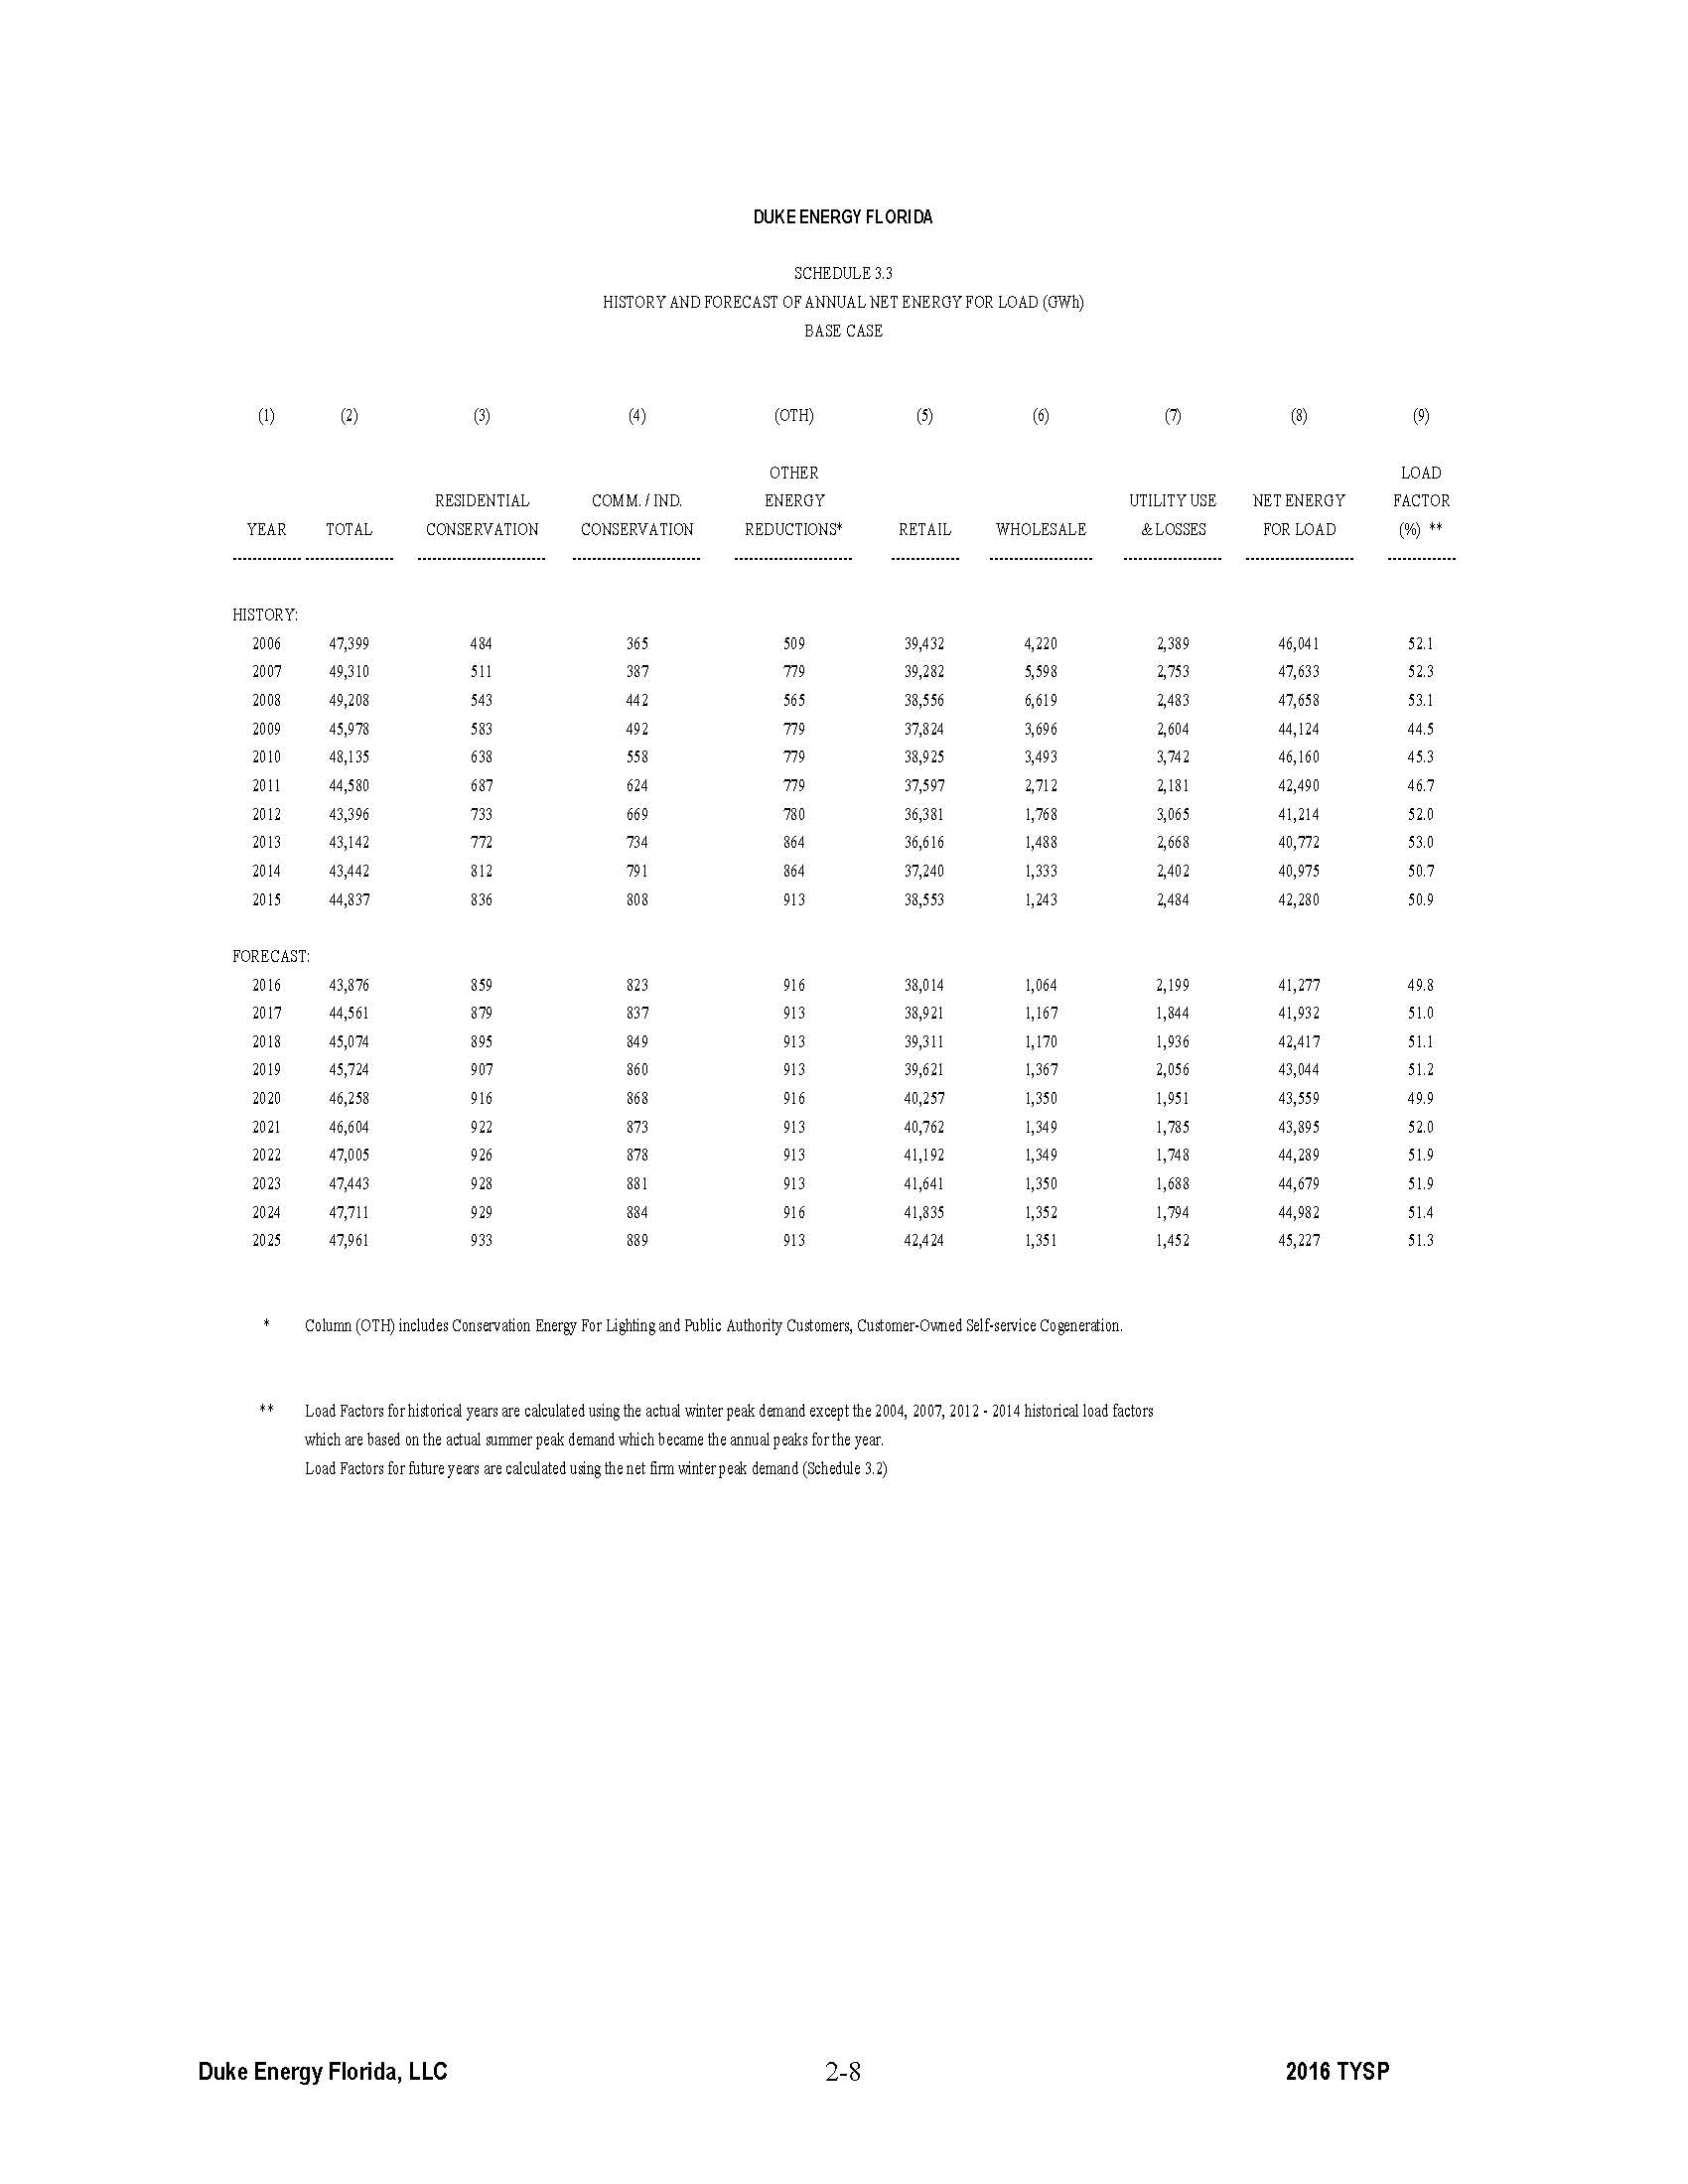 DUKE ENERGY FLORIDA
SCHEDULE 3.3
HISTORY AND FORECAST OF ANNUAL NET ENERGY FOR LOAD (GWh)
BASE CASE
(1) (2) (3) (4) (OTH) (5) (6) (7) (8) (9)
OTHER LOAD
RESIDENTIAL COMM. / IND. ENERGY UTILITY USE NET ENERGY FACTOR
YEAR TOTAL CONSERVATION CONSERVATION REDUCTIONS* RETAIL WHOLESALE & LOSSES FOR LOAD (%) **
HISTORY:
2006 47,399 484 365 509 39,432 4,220 2,389 46,041 52.1
2007 49,310 511 387 779 39,282 5,598 2,753 47,633 52.3
2008 49,208 543 442 565 38,556 6,619 2,483 47,658 53.1
2009 45,978 583 492 779 37,824 3,696 2,604 44,124 44.5
2010 48,135 638 558 779 38,925 3,493 3,742 46,160 45.3
2011 44,580 687 624 779 37,597 2,712 2,181 42,490 46.7
2012 43,396 733 669 780 36,381 1,768 3,065 41,214 52.0
2013 43,142 772 734 864 36,616 1,488 2,668 40,772 53.0
2014 43,442 812 791 864 37,240 1,333 2,402 40,975 50.7
2015 44,837 836 808 913 38,553 1,243 2,484 42,280 50.9
FORECAST:
2016 43,876 859 823 916 38,014 1,064 2,199 41,277 49.8
2017 44,561 879 837 913 38,921 1,167 1,844 41,932 51.0
2018 45,074 895 849 913 39,311 1,170 1,936 42,417 51.1
2019 45,724 907 860 913 39,621 1,367 2,056 43,044 51.2
2020 46,258 916 868 916 40,257 1,350 1,951 43,559 49.9
2021 46,604 922 873 913 40,762 1,349 1,785 43,895 52.0
2022 47,005 926 878 913 41,192 1,349 1,748 44,289 51.9
2023 47,443 928 881 913 41,641 1,350 1,688 44,679 51.9
2024 47,711 929 884 916 41,835 1,352 1,794 44,982 51.4
2025 47,961 933 889 913 42,424 1,351 1,452 45,227 51.3
* Column (OTH) includes Conservation Energy For Lighting and Public Authority Customers, Customer-Owned Self-service Cogeneration.
** Load Factors for historical years are calculated using the actual winter peak demand except the 2004, 2007, 2012 - 2014 historical load factors
which are based on the actual summer peak demand which became the annual peaks for the year.
Load Factors for future years are calculated using the net firm winter peak demand (Schedule 3.2)
Duke Energy Florida, LLC 2-8 2016 TYSP